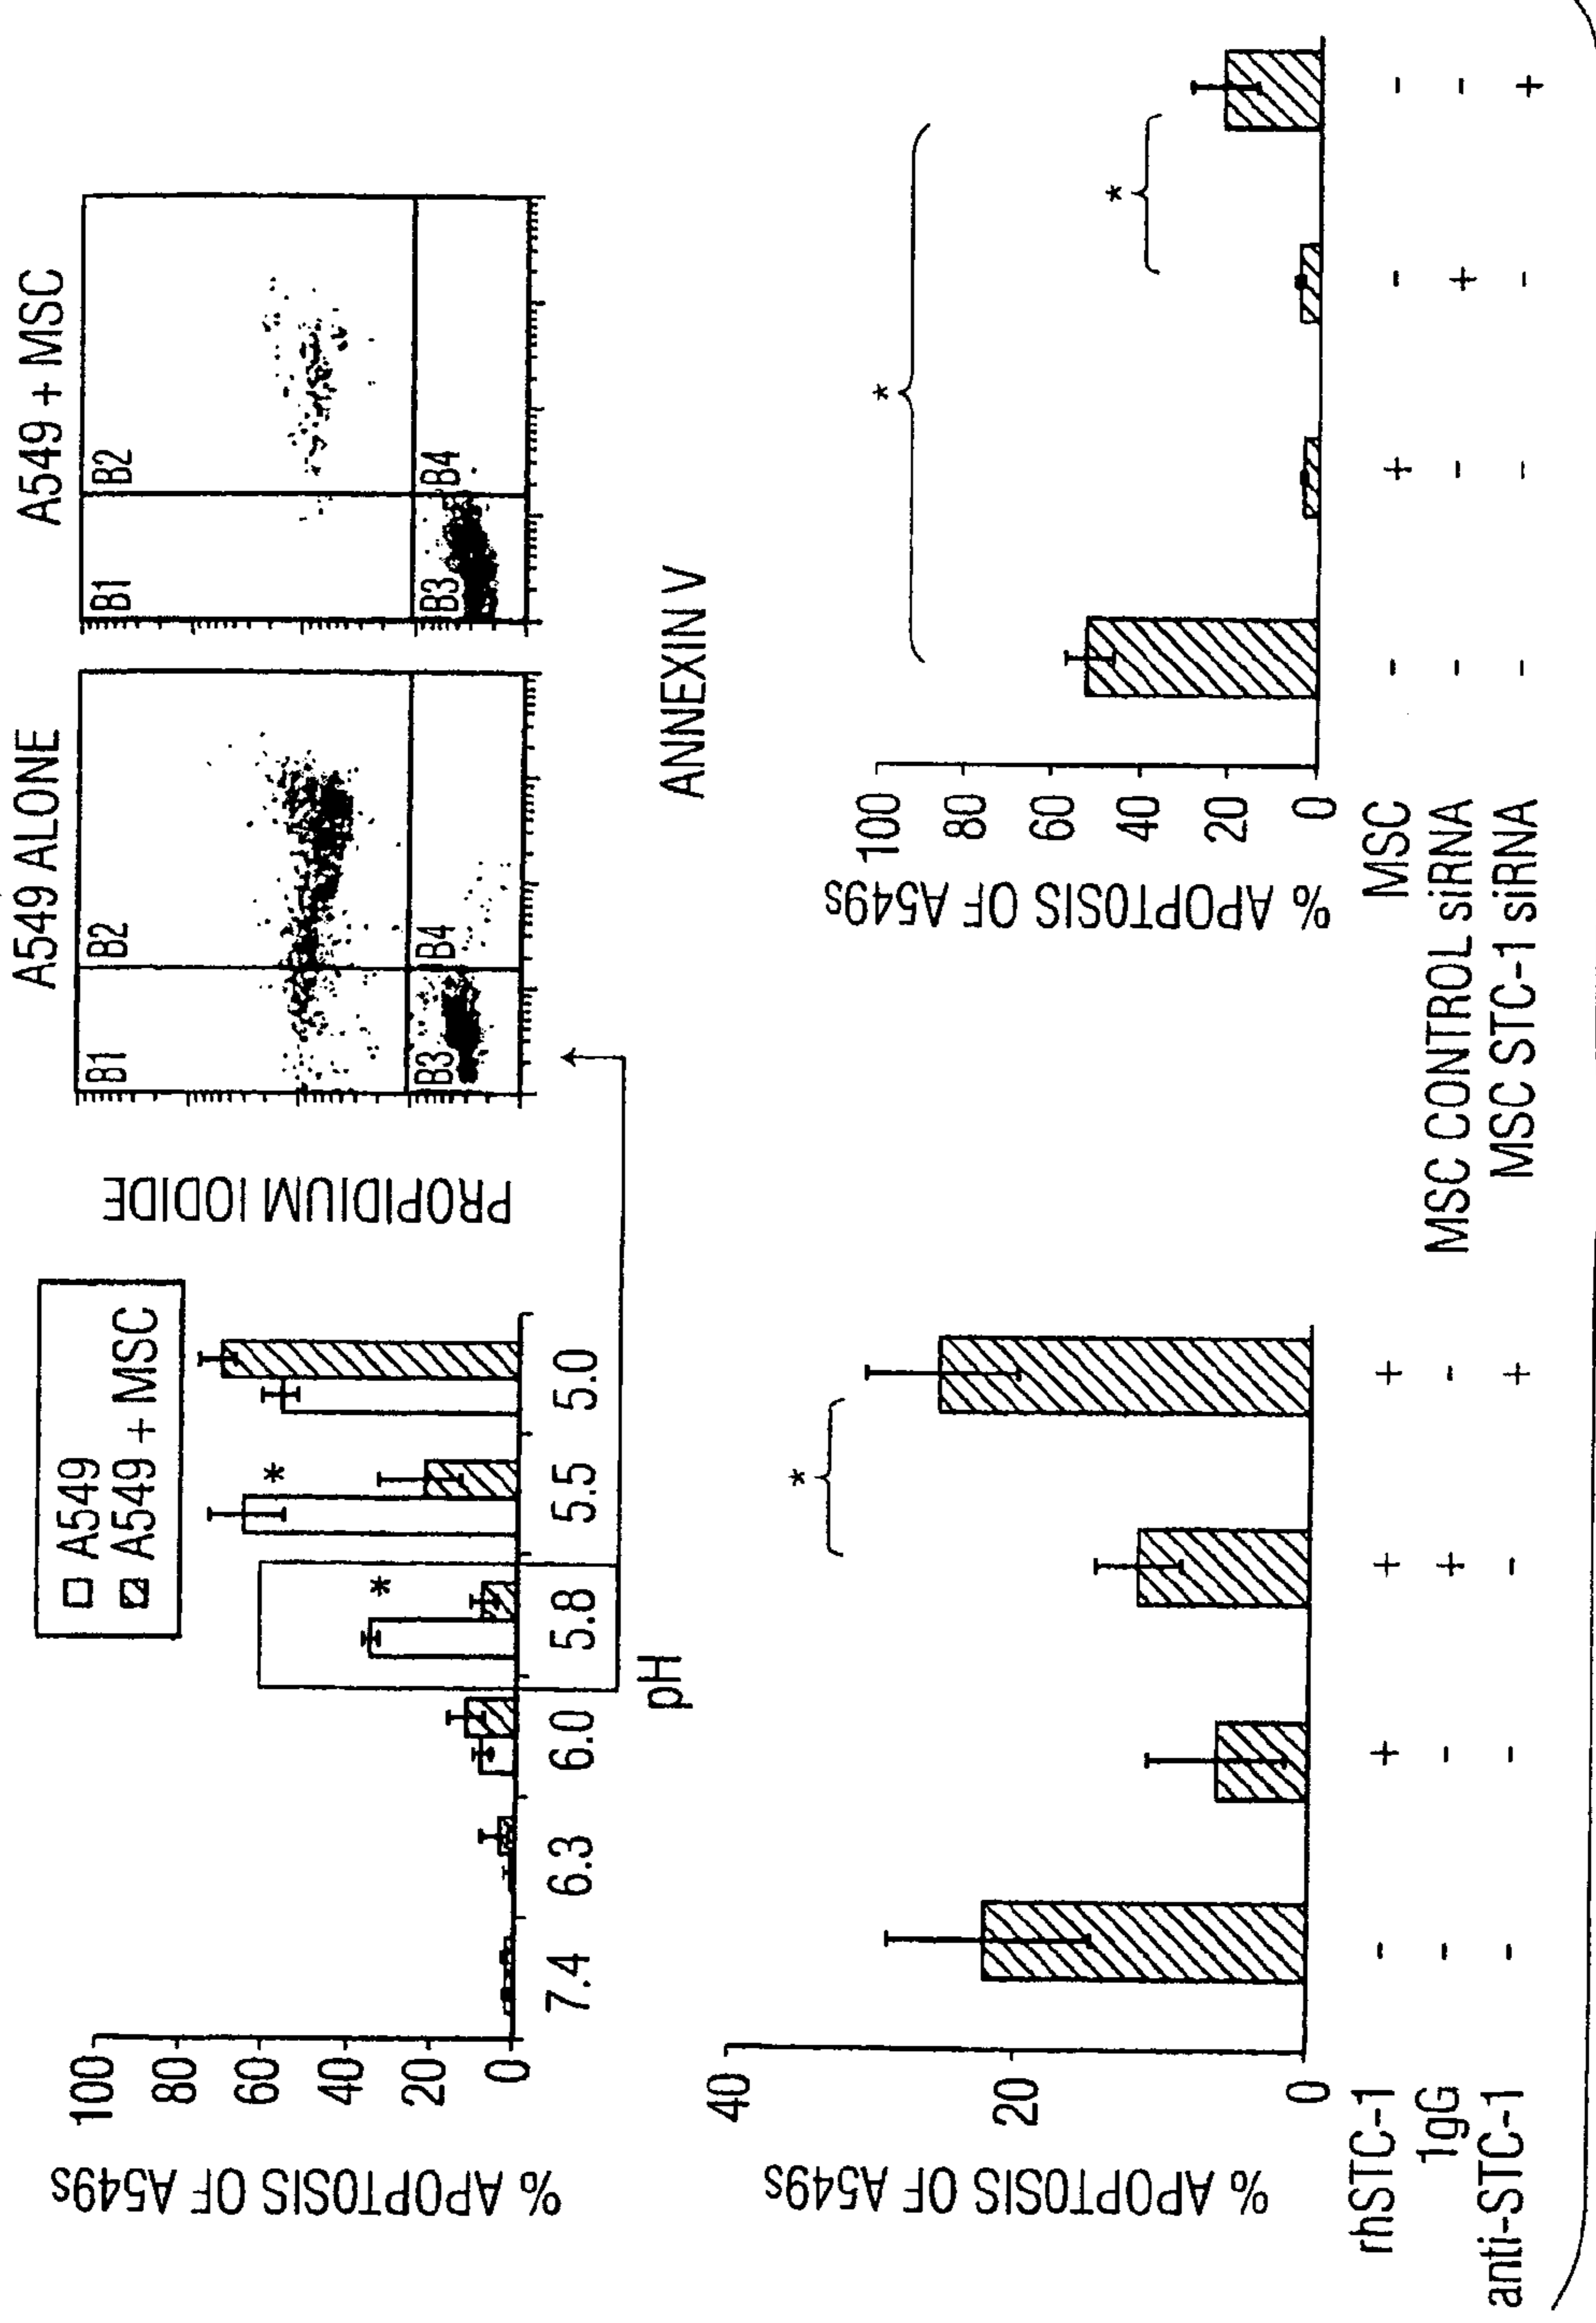 □ A549
▨ A549 + MSC
% APOPTOSIS OF A549s
100
80
60
40
20
0
7.4 6.3 6.0 5.8 5.5 5.0
* *
pH
A549 ALONE
A549 + MSC
PROPIDIUM IODIDE
B1 B2
B3 B4
B1 B2
B3 B4
ANNEXIN V
% APOPTOSIS OF A549s
40
20
0
*
rhSTC-1 - + + +
1gG - - + -
anti-STC-1 - - - +
% APOPTOSIS OF A549s
100
80
60
40
20
0
*
*
MSC - + - -
MSC CONTROL siRNA - - + -
MSC STC-1 siRNA - - - +